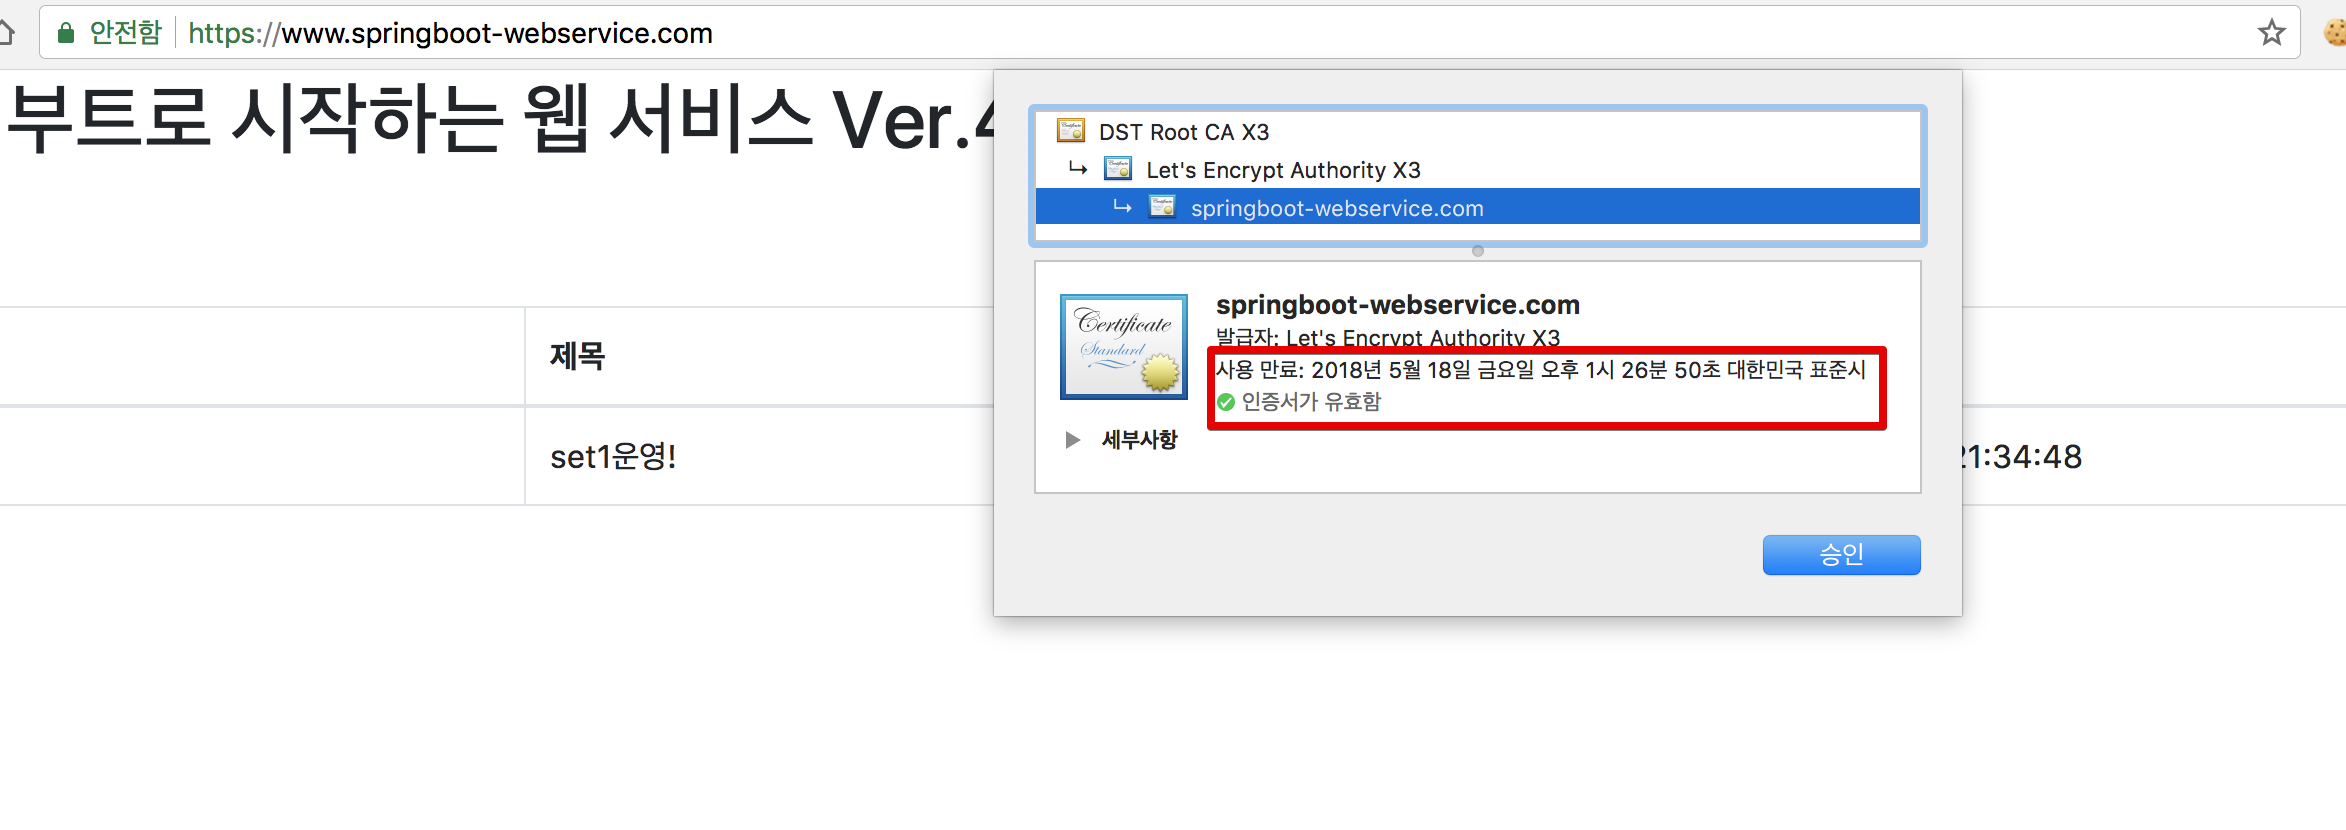 안전함 https://www.springboot-webservice.com
부트로 시작하는 웹 서비스 Ver.4
DST Root CA X3
Let's Encrypt Authority X3
springboot-webservice.com
Certificate
Standard
springboot-webservice.com
발급자: Let's Encrypt Authority X3
사용 만료: 2018년 5월 18일 금요일 오후 1시 26분 50초 대한민국 표준시
인증서가 유효함
세부사항
승인
제목
set1운영!
21:34:48